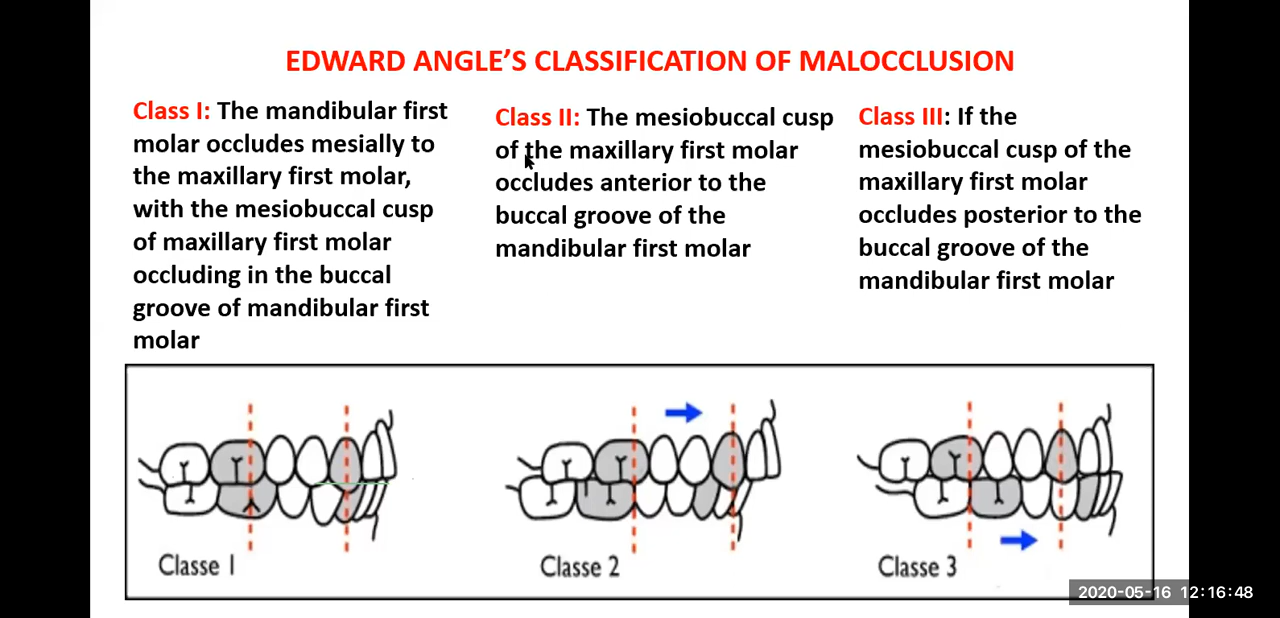 EDWARD ANGLE’S CLASSIFICATION OF MALOCCLUSION
Class I: The mandibular first
molar occludes mesially to
the maxillary first molar,
with the mesiobuccal cusp
of maxillary first molar
occluding in the buccal
groove of mandibular first
molar
Class II: The mesiobuccal cusp
of the maxillary first molar
occludes anterior to the
buccal groove of the
mandibular first molar
Class III: If the
mesiobuccal cusp of the
maxillary first molar
occludes posterior to the
buccal groove of the
mandibular first molar
Classe 1
Classe 2
Classe 3
2020-05-16 12:16:48